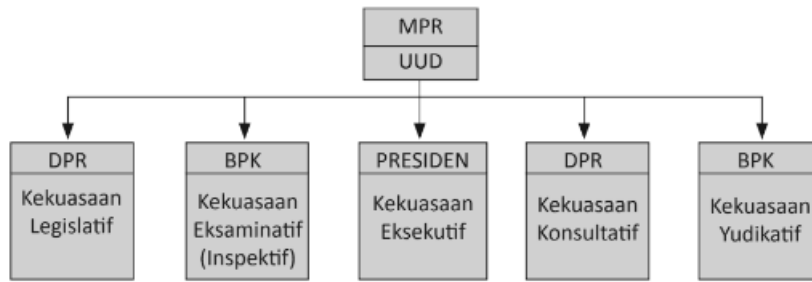 MPR
UUD
DPR
Kekuasaan
Legislatif
BPK
Kekuasaan
Eksaminatif
(Inspektif)
PRESIDEN
Kekuasaan
Eksekutif
DPR
Kekuasaan
Konsultatif
BPK
Kekuasaan
Yudikatif